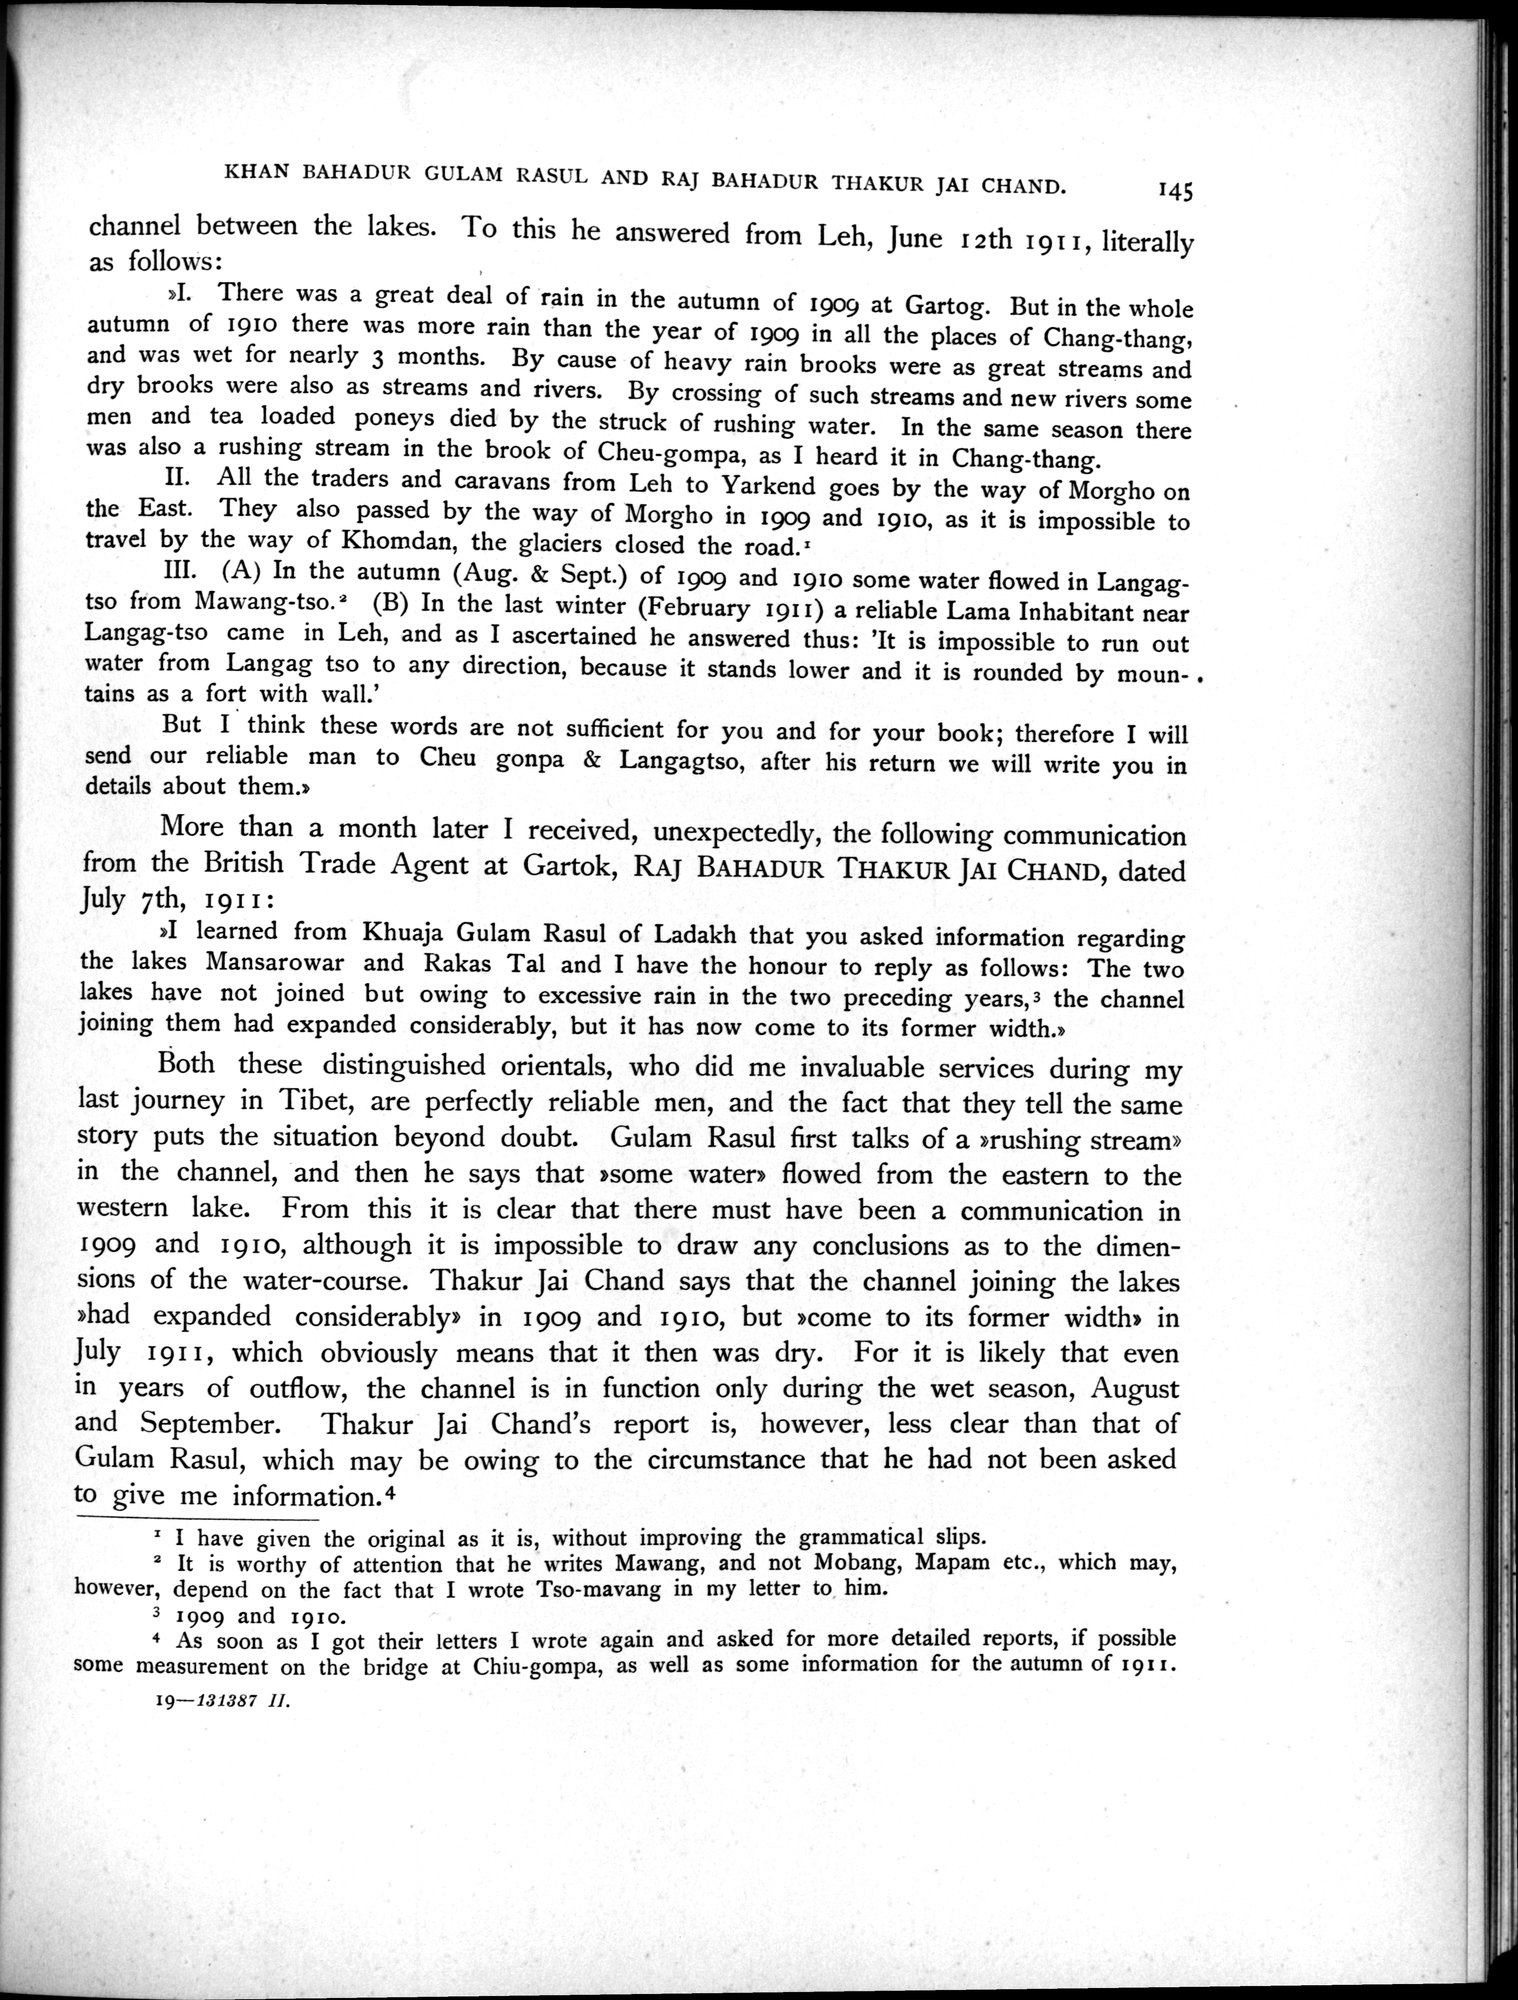 KHAN BAHADUR GULAM RASUL AND RAJ BAHADUR THAKUR JAI CHAND. 145
channel between the lakes. To this he answered from Leh, June 12th 1911, literally
as follows:
»I. There was a great deal of rain in the autumn of 1909 at Gartog. But in the whole
autumn of 1910 there was more rain than the year of 1909 in all the places of Chang-thang,
and was wet for nearly 3 months. By cause of heavy rain brooks were as great streams and
dry brooks were also as streams and rivers. By crossing of such streams and new rivers some
men and tea loaded poneys died by the struck of rushing water. In the same season there
was also a rushing stream in the brook of Cheu-gompa, as I heard it in Chang-thang.
II. All the traders and caravans from Leh to Yarkend goes by the way of Morgho on
the East. They also passed by the way of Morgho in 1909 and 1910, as it is impossible to
travel by the way of Khomdan, the glaciers closed the road.¹
III. (A) In the autumn (Aug. & Sept.) of 1909 and 1910 some water flowed in Langag-
tso from Mawang-tso.² (B) In the last winter (February 1911) a reliable Lama Inhabitant near
Langag-tso came in Leh, and as I ascertained he answered thus: 'It is impossible to run out
water from Langag tso to any direction, because it stands lower and it is rounded by moun-
tains as a fort with wall.'
But I think these words are not sufficient for you and for your book; therefore I will
send our reliable man to Cheu gonpa & Langagtso, after his return we will write you in
details about them.»
More than a month later I received, unexpectedly, the following communication
from the British Trade Agent at Gartok, RAJ BAHADUR THAKUR JAI CHAND, dated
July 7th, 1911:
»I learned from Khuaja Gulam Rasul of Ladakh that you asked information regarding
the lakes Mansarowar and Rakas Tal and I have the honour to reply as follows: The two
lakes have not joined but owing to excessive rain in the two preceding years,³ the channel
joining them had expanded considerably, but it has now come to its former width.»
Both these distinguished orientals, who did me invaluable services during my
last journey in Tibet, are perfectly reliable men, and the fact that they tell the same
story puts the situation beyond doubt. Gulam Rasul first talks of a »rushing stream»
in the channel, and then he says that »some water» flowed from the eastern to the
western lake. From this it is clear that there must have been a communication in
1909 and 1910, although it is impossible to draw any conclusions as to the dimen-
sions of the water-course. Thakur Jai Chand says that the channel joining the lakes
»had expanded considerably» in 1909 and 1910, but »come to its former width» in
July 1911, which obviously means that it then was dry. For it is likely that even
in years of outflow, the channel is in function only during the wet season, August
and September. Thakur Jai Chand's report is, however, less clear than that of
Gulam Rasul, which may be owing to the circumstance that he had not been asked
to give me information.⁴
¹ I have given the original as it is, without improving the grammatical slips.
² It is worthy of attention that he writes Mawang, and not Mobang, Mapam etc., which may,
however, depend on the fact that I wrote Tso-mavang in my letter to him.
³ 1909 and 1910.
⁴ As soon as I got their letters I wrote again and asked for more detailed reports, if possible
some measurement on the bridge at Chiu-gompa, as well as some information for the autumn of 1911.
19—131387 II.